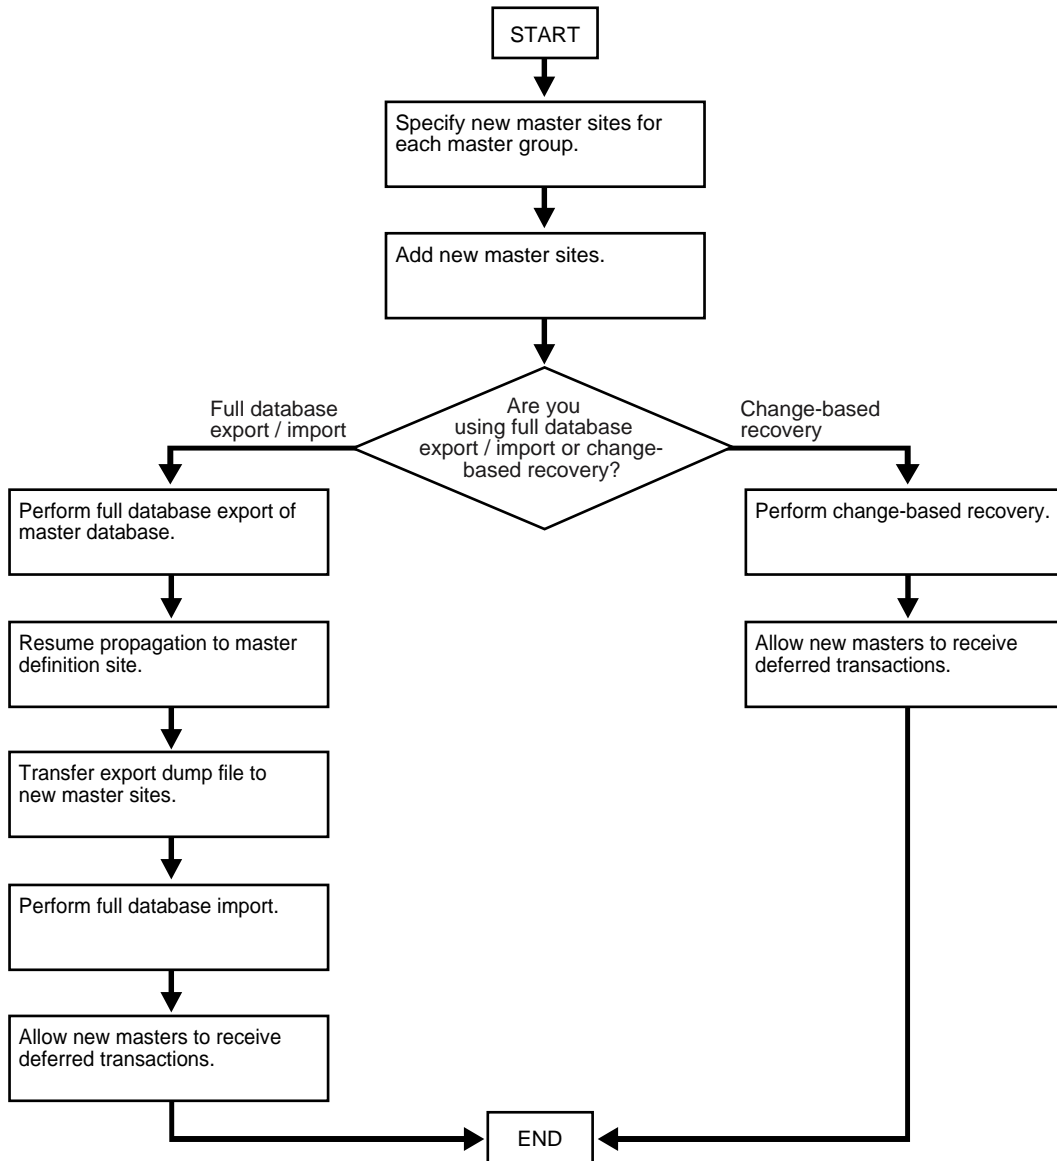 START
Specify new master sites for
each master group.
Add new master sites.
Are you
using full database
export / import or change-
based recovery?
Full database
export / import
Change-based
recovery
Perform full database export of
master database.
Resume propagation to master
definition site.
Transfer export dump file to
new master sites.
Perform full database import.
Allow new masters to receive
deferred transactions.
Perform change-based recovery.
Allow new masters to receive
deferred transactions.
END